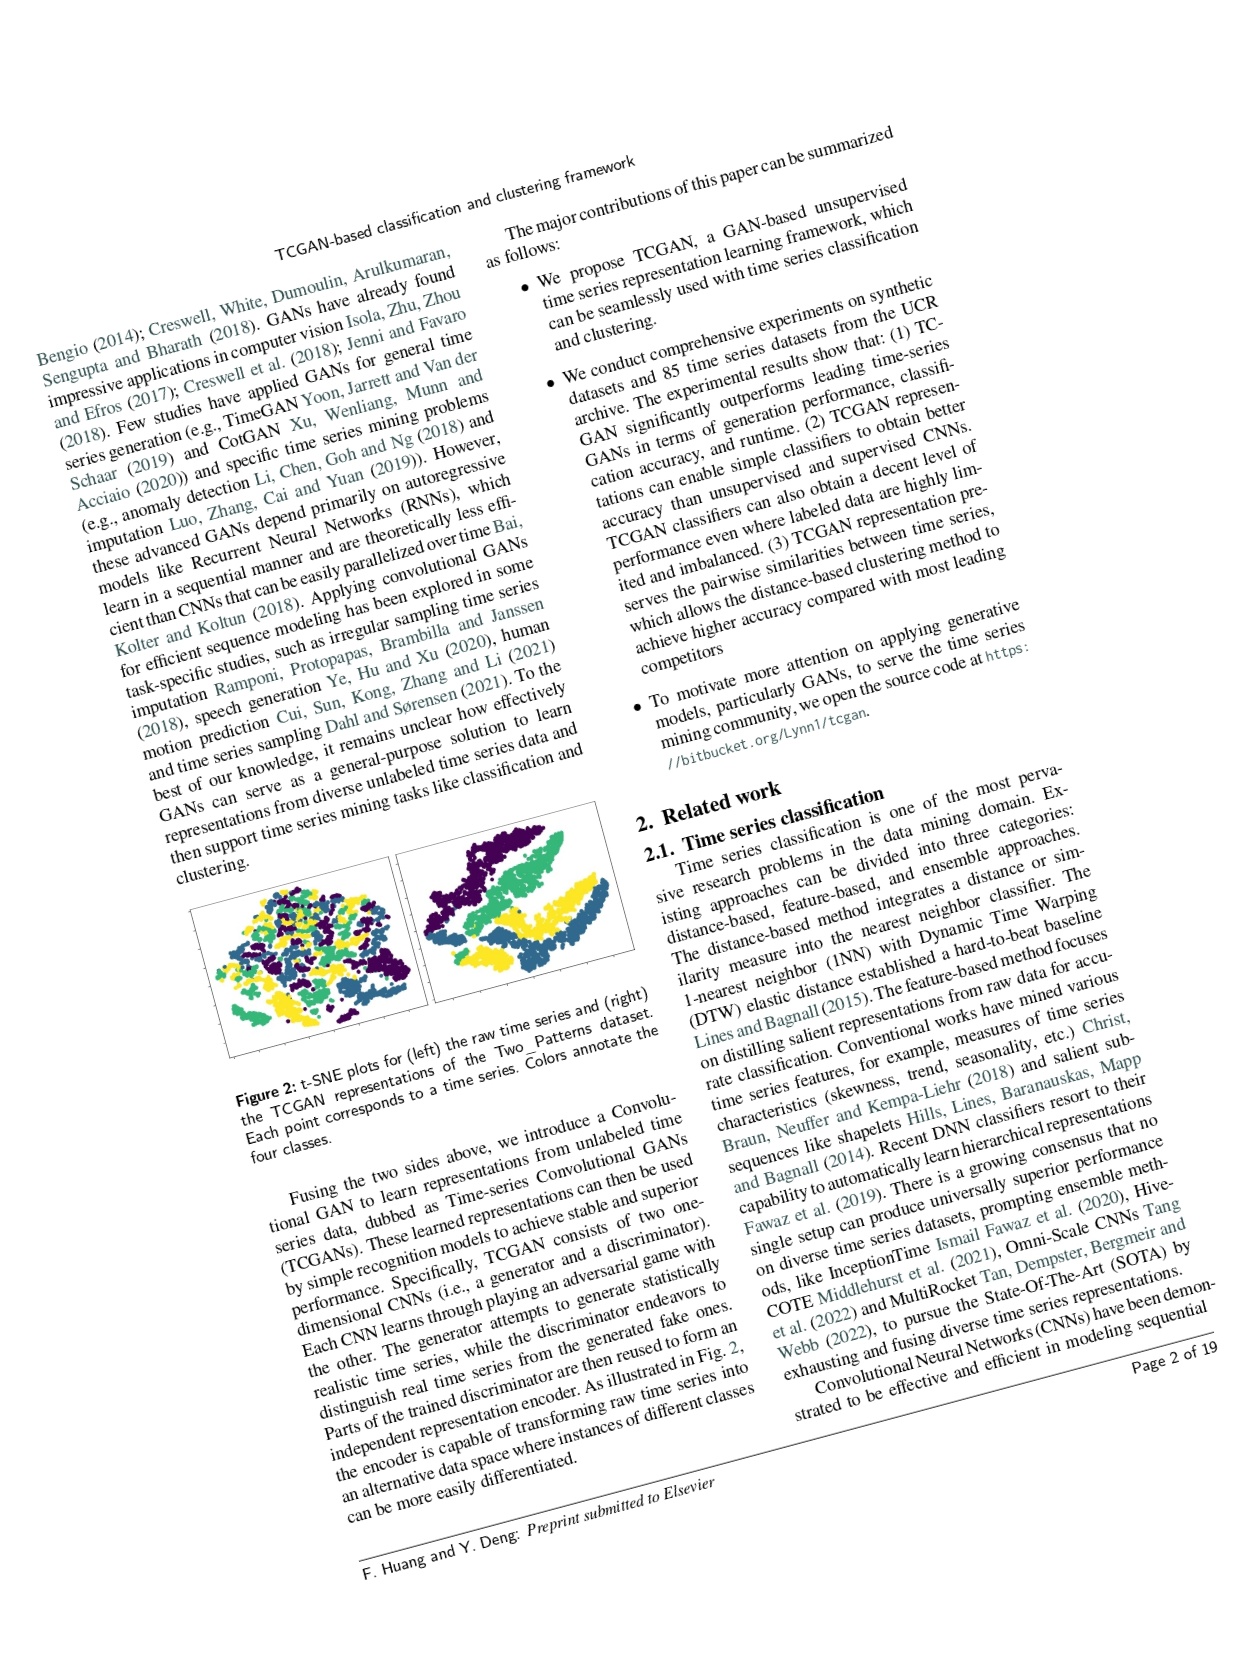 TCGAN-based classification and clustering framework
Bengio (2014); Creswell, White, Dumoulin, Arulkumaran,
Sengupta and Bharath (2018). GANs have already found
impressive applications in computer vision Isola, Zhu, Zhou
and Efros (2017); Creswell et al. (2018); Jenni and Favaro
(2018). Few studies have applied GANs for general time
series generation (e.g., TimeGAN Yoon, Jarrett and Van der
Schaar (2019) and CotGAN Xu, Wenliang, Munn and
Acciaio (2020)) and specific time series mining problems
(e.g., anomaly detection Li, Chen, Goh and Ng (2018) and
imputation Luo, Zhang, Cai and Yuan (2019)). However,
these advanced GANs depend primarily on autoregressive
models like Recurrent Neural Networks (RNNs), which
learn in a sequential manner and are theoretically less effi-
cient than CNNs that can be easily parallelized over time Bai,
Kolter and Koltun (2018). Applying convolutional GANs
for efficient sequence modeling has been explored in some
task-specific studies, such as irregular sampling time series
imputation Ramponi, Protopapas, Brambilla and Janssen
(2018), speech generation Ye, Hu and Xu (2020), human
motion prediction Cui, Sun, Kong, Zhang and Li (2021)
and time series sampling Dahl and Sørensen (2021). To the
best of our knowledge, it remains unclear how effectively
GANs can serve as a general-purpose solution to learn
representations from diverse unlabeled time series data and
then support time series mining tasks like classification and
clustering.
Figure 2: t-SNE plots for (left) the raw time series and (right)
the TCGAN representations of the Two_Patterns dataset.
Each point corresponds to a time series. Colors annotate the
four classes.
Fusing the two sides above, we introduce a Convolu-
tional GAN to learn representations from unlabeled time
series data, dubbed as Time-series Convolutional GANs
(TCGANs). These learned representations can then be used
by simple recognition models to achieve stable and superior
performance. Specifically, TCGAN consists of two one-
dimensional CNNs (i.e., a generator and a discriminator).
Each CNN learns through playing an adversarial game with
the other. The generator attempts to generate statistically
realistic time series, while the discriminator endeavors to
distinguish real time series from the generated fake ones.
Parts of the trained discriminator are then reused to form an
independent representation encoder. As illustrated in Fig. 2,
the encoder is capable of transforming raw time series into
an alternative data space where instances of different classes
can be more easily differentiated.
The major contributions of this paper can be summarized
as follows:
• We propose TCGAN, a GAN-based unsupervised
time series representation learning framework, which
can be seamlessly used with time series classification
and clustering.
• We conduct comprehensive experiments on synthetic
datasets and 85 time series datasets from the UCR
archive. The experimental results show that: (1) TC-
GAN significantly outperforms leading time-series
GANs in terms of generation performance, classifi-
cation accuracy, and runtime. (2) TCGAN represen-
tations can enable simple classifiers to obtain better
accuracy than unsupervised and supervised CNNs.
TCGAN classifiers can also obtain a decent level of
performance even where labeled data are highly lim-
ited and imbalanced. (3) TCGAN representation pre-
serves the pairwise similarities between time series,
which allows the distance-based clustering method to
achieve higher accuracy compared with most leading
competitors
• To motivate more attention on applying generative
models, particularly GANs, to serve the time series
mining community, we open the source code at https:
//bitbucket.org/Lynn1/tcgan.
2. Related work
2.1. Time series classification
Time series classification is one of the most perva-
sive research problems in the data mining domain. Ex-
isting approaches can be divided into three categories:
distance-based, feature-based, and ensemble approaches.
The distance-based method integrates a distance or sim-
ilarity measure into the nearest neighbor classifier. The
1-nearest neighbor (1NN) with Dynamic Time Warping
(DTW) elastic distance established a hard-to-beat baseline
Lines and Bagnall (2015). The feature-based method focuses
on distilling salient representations from raw data for accu-
rate classification. Conventional works have mined various
time series features, for example, measures of time series
characteristics (skewness, trend, seasonality, etc.) Christ,
Braun, Neuffer and Kempa-Liehr (2018) and salient sub-
sequences like shapelets Hills, Lines, Baranauskas, Mapp
and Bagnall (2014). Recent DNN classifiers resort to their
capability to automatically learn hierarchical representations
Fawaz et al. (2019). There is a growing consensus that no
single setup can produce universally superior performance
on diverse time series datasets, prompting ensemble meth-
ods, like InceptionTime Ismail Fawaz et al. (2020), Hive-
COTE Middlehurst et al. (2021), Omni-Scale CNNs Tang
et al. (2022) and MultiRocket Tan, Dempster, Bergmeir and
Webb (2022), to pursue the State-Of-The-Art (SOTA) by
exhausting and fusing diverse time series representations.
Convolutional Neural Networks (CNNs) have been demon-
strated to be effective and efficient in modeling sequential
F. Huang and Y. Deng: Preprint submitted to Elsevier
Page 2 of 19